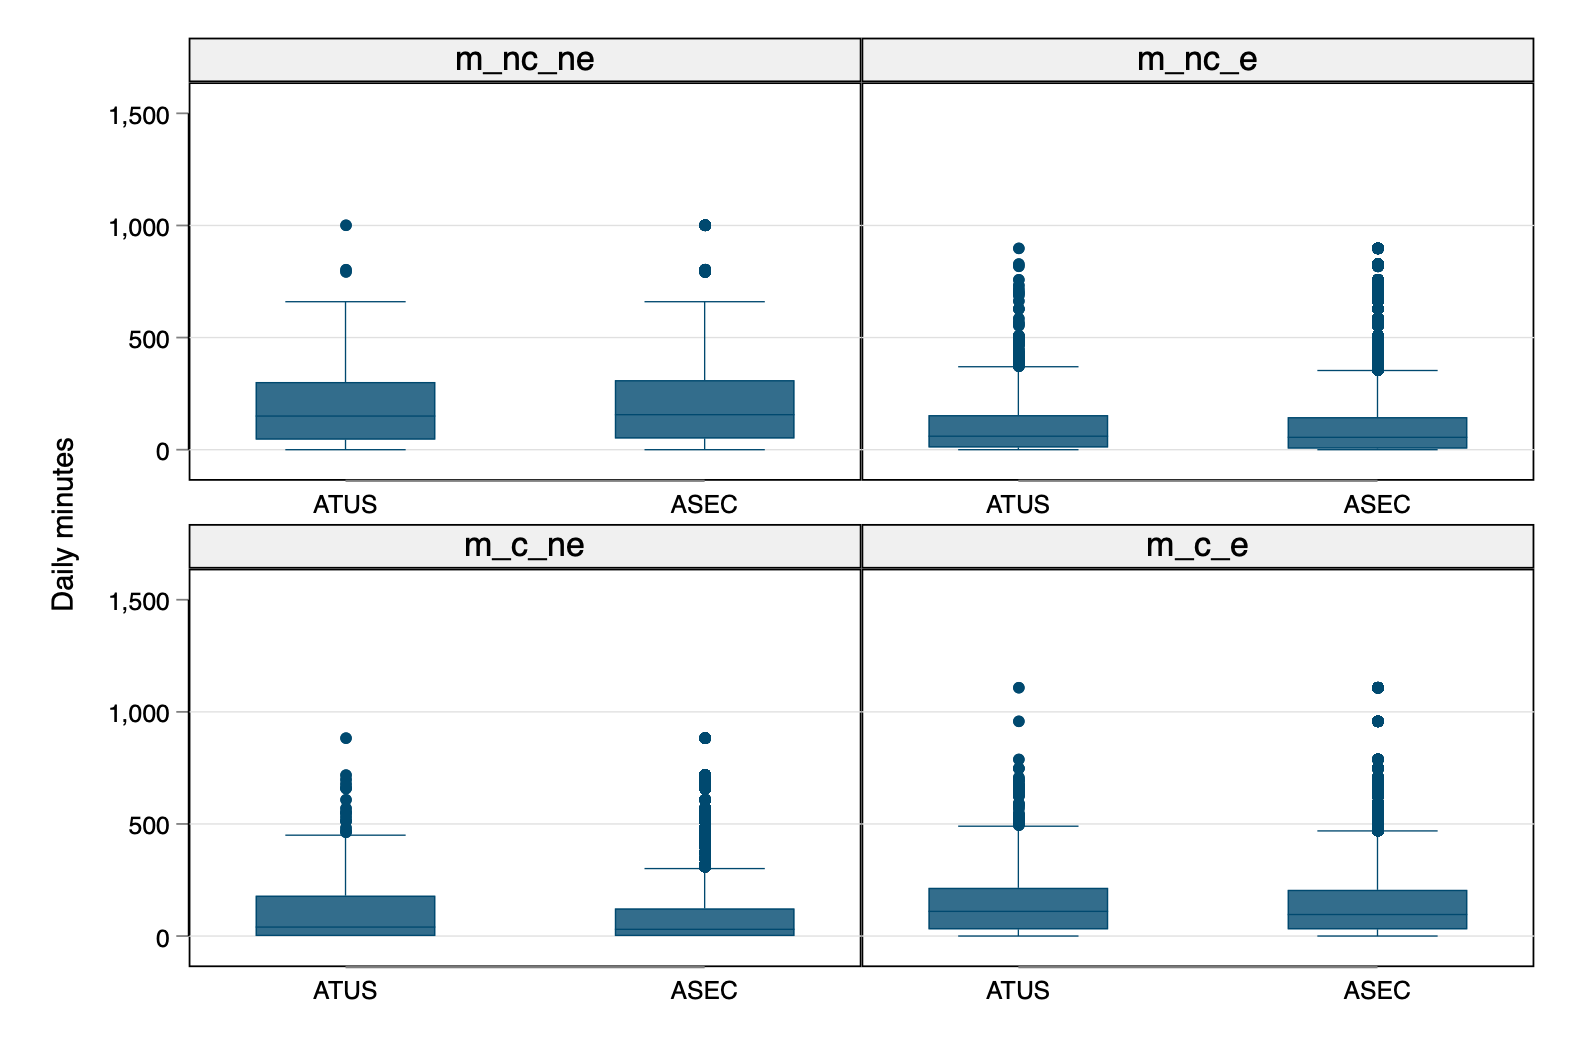 m_nc_ne
m_nc_e
1,500
1,000
500
0
ATUS
ASEC
ATUS
ASEC
Daily minutes
m_c_ne
m_c_e
1,500
1,000
500
0
ATUS
ASEC
ATUS
ASEC